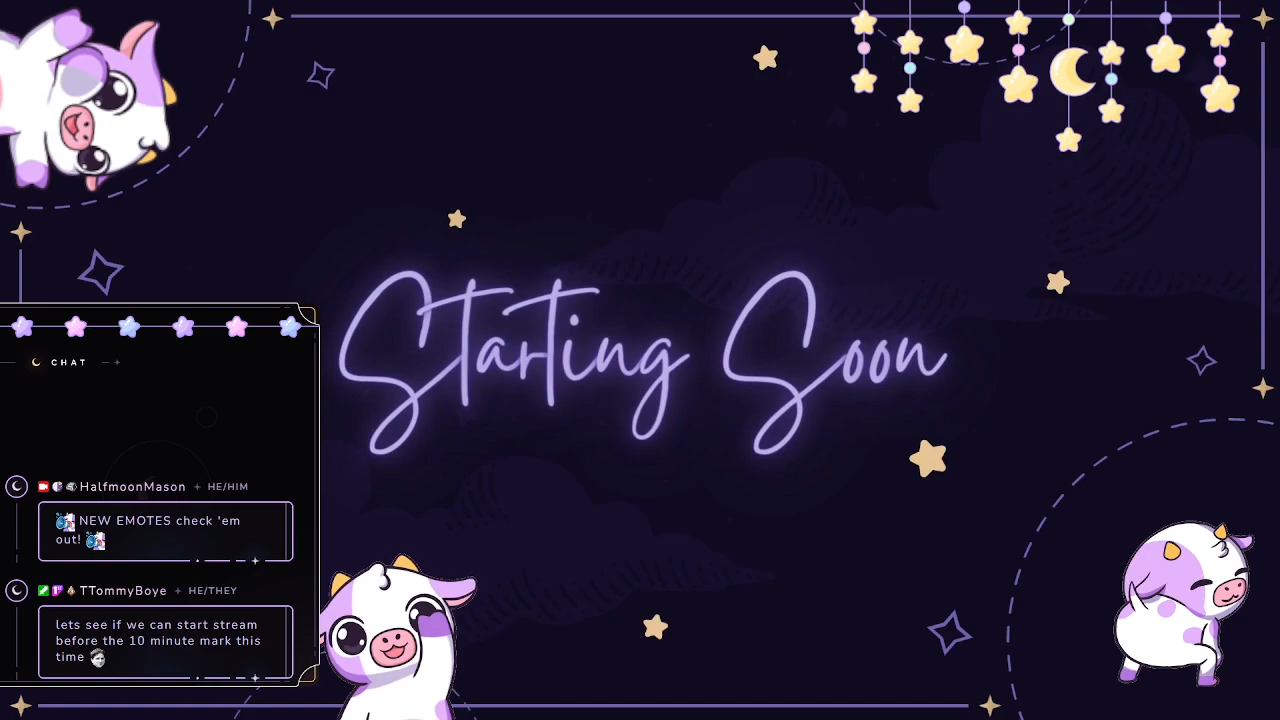 Starting Soon
CHAT
HalfmoonMason HE/HIM
NEW EMOTES check 'em
out!
TTommyBoye HE/THEY
lets see if we can start stream
before the 10 minute mark this
time